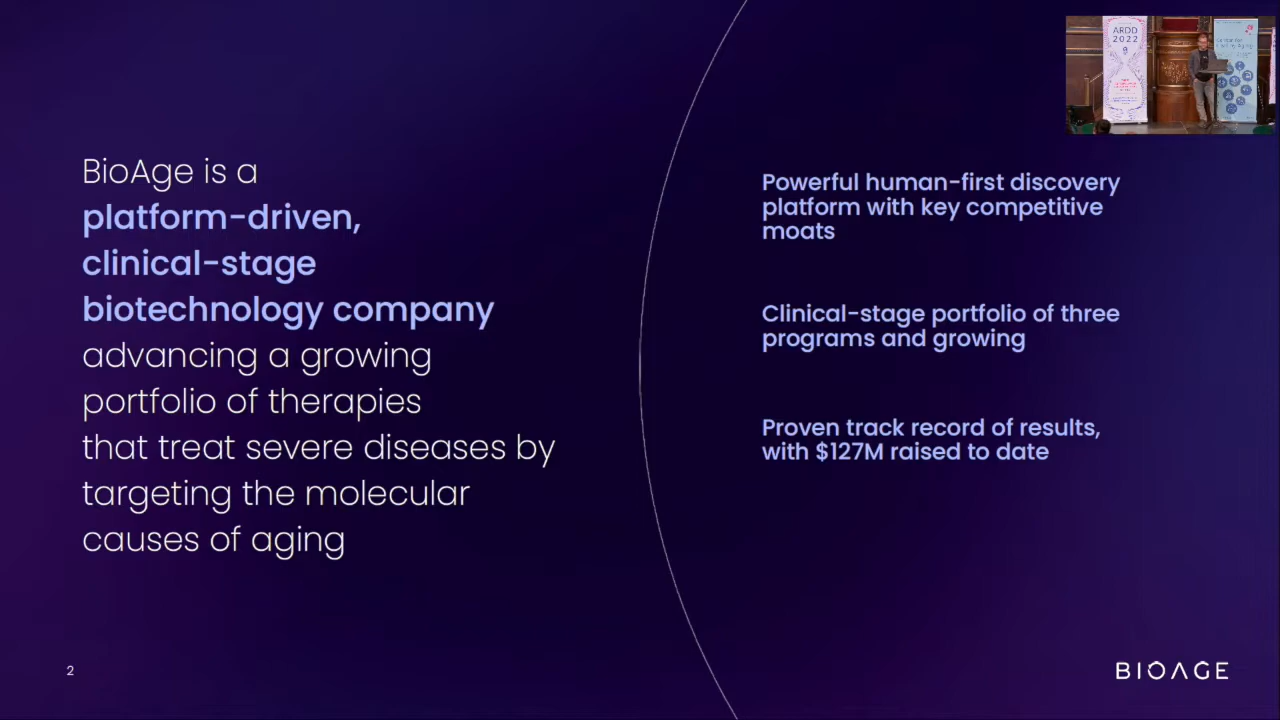 BioAge is a
platform-driven,
clinical-stage
biotechnology company
advancing a growing
portfolio of therapies
that treat severe diseases by
targeting the molecular
causes of aging
Powerful human-first discovery
platform with key competitive
moats
Clinical-stage portfolio of three
programs and growing
Proven track record of results,
with $127M raised to date
ARDD
2022
2
BIOAGE